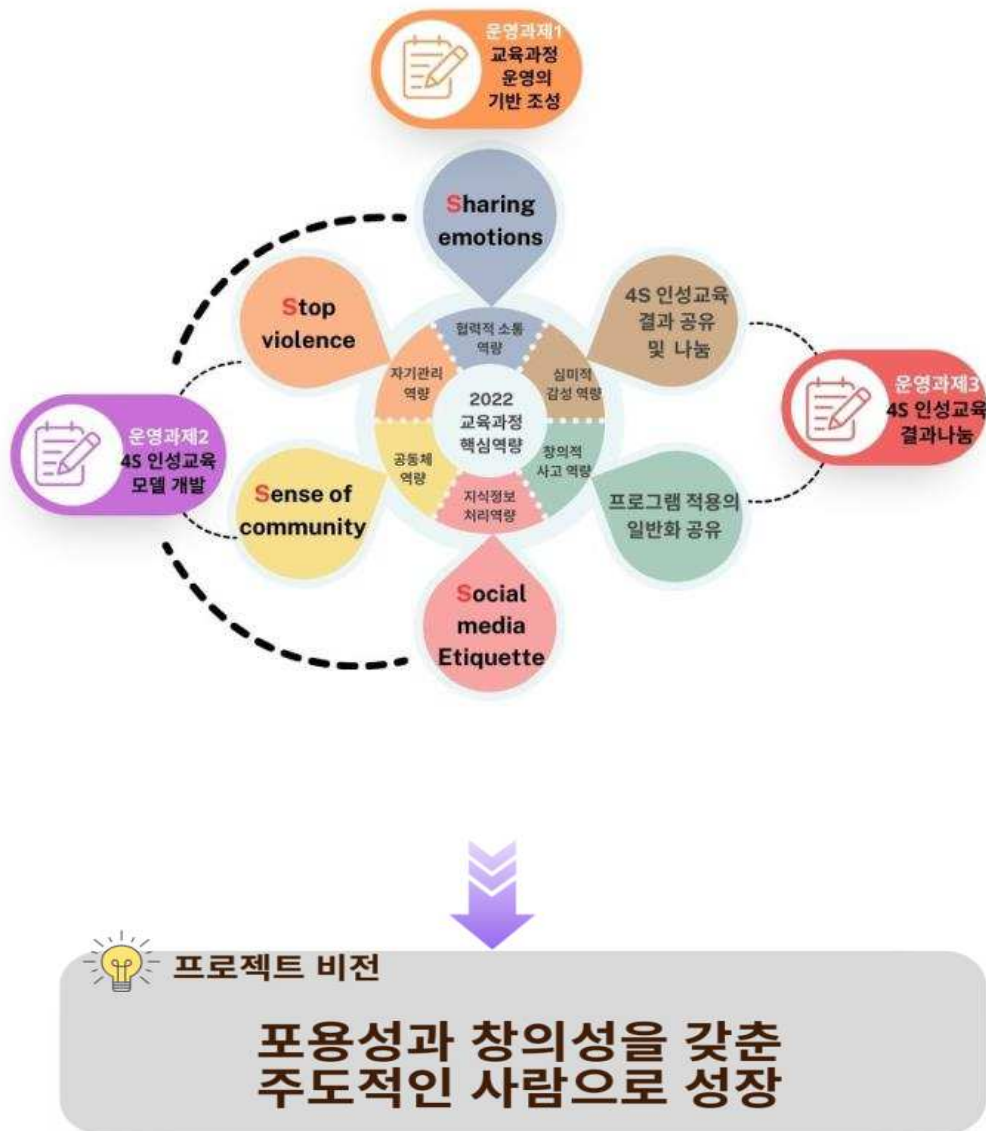 운영과제1
교육과정
운영의
기반 조성
Sharing
emotions
Stop
violence
4S 인성교육
결과 공유
및 나눔
협력적 소통
역량
자기관리
역량
심미적
감성 역량
2022
교육과정
핵심역량
운영과제3
4S 인성교육
결과나눔
운영과제2
4S 인성교육
모델 개발
공동체
역량
창의적
사고 역량
지식정보
처리역량
Sense of
community
프로그램 적용의
일반화 공유
Social
media
Etiquette
프로젝트 비전
포용성과 창의성을 갖춘
주도적인 사람으로 성장